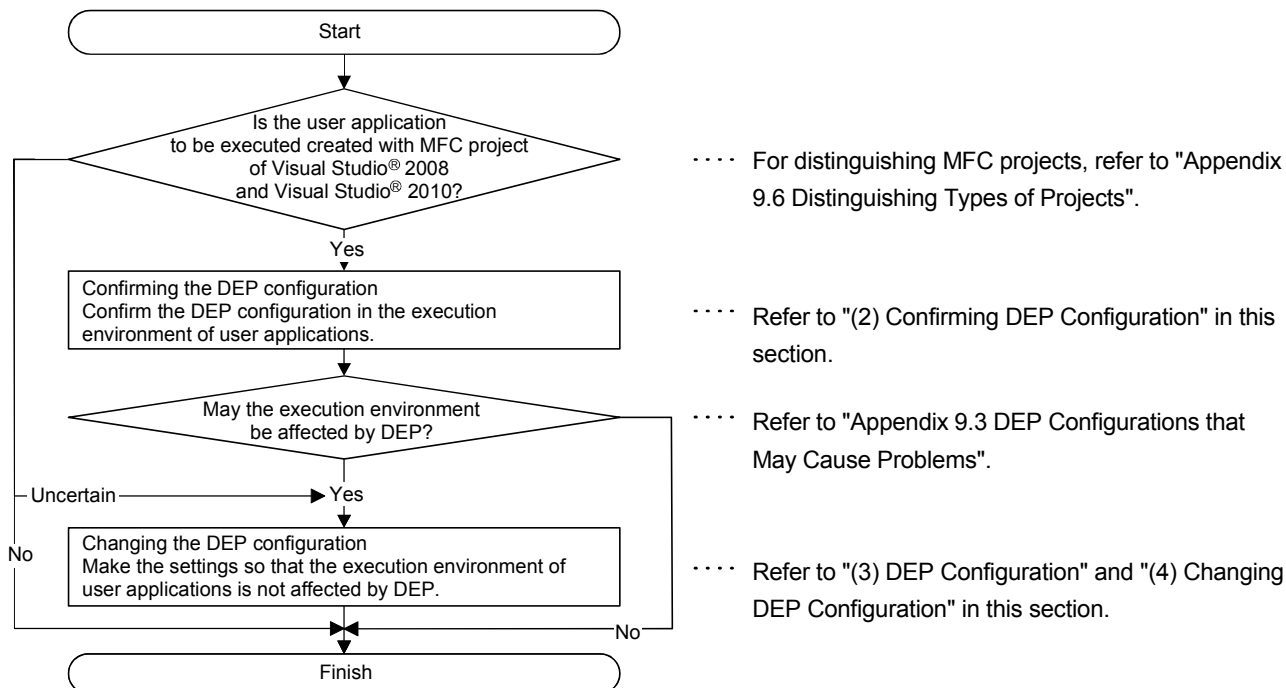 Start
Is the user application
to be executed created with MFC project
of Visual Studio® 2008
and Visual Studio® 2010?
···· For distinguishing MFC projects, refer to "Appendix
9.6 Distinguishing Types of Projects".
Yes
Confirming the DEP configuration
Confirm the DEP configuration in the execution
environment of user applications.
···· Refer to "(2) Confirming DEP Configuration" in this
section.
May the execution environment
be affected by DEP?
···· Refer to "Appendix 9.3 DEP Configurations that
May Cause Problems".
Uncertain
Yes
No
Changing the DEP configuration
Make the settings so that the execution environment of
user applications is not affected by DEP.
···· Refer to "(3) DEP Configuration" and "(4) Changing
DEP Configuration" in this section.
No
Finish